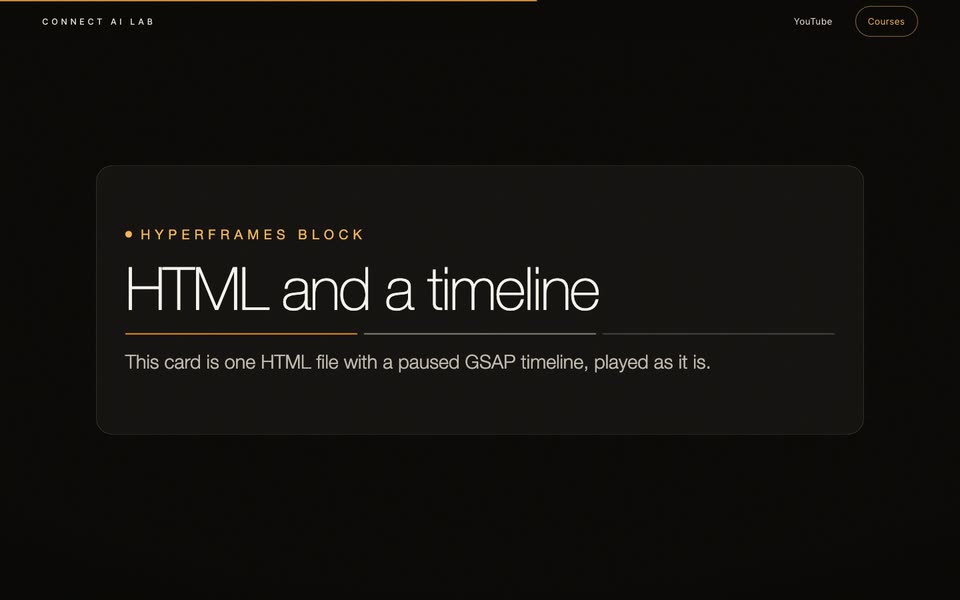 CONNECT AI LAB
YouTube
Courses
HYPERFRAMES BLOCK
HTML and a timeline
This card is one HTML file with a paused GSAP timeline, played as it is.